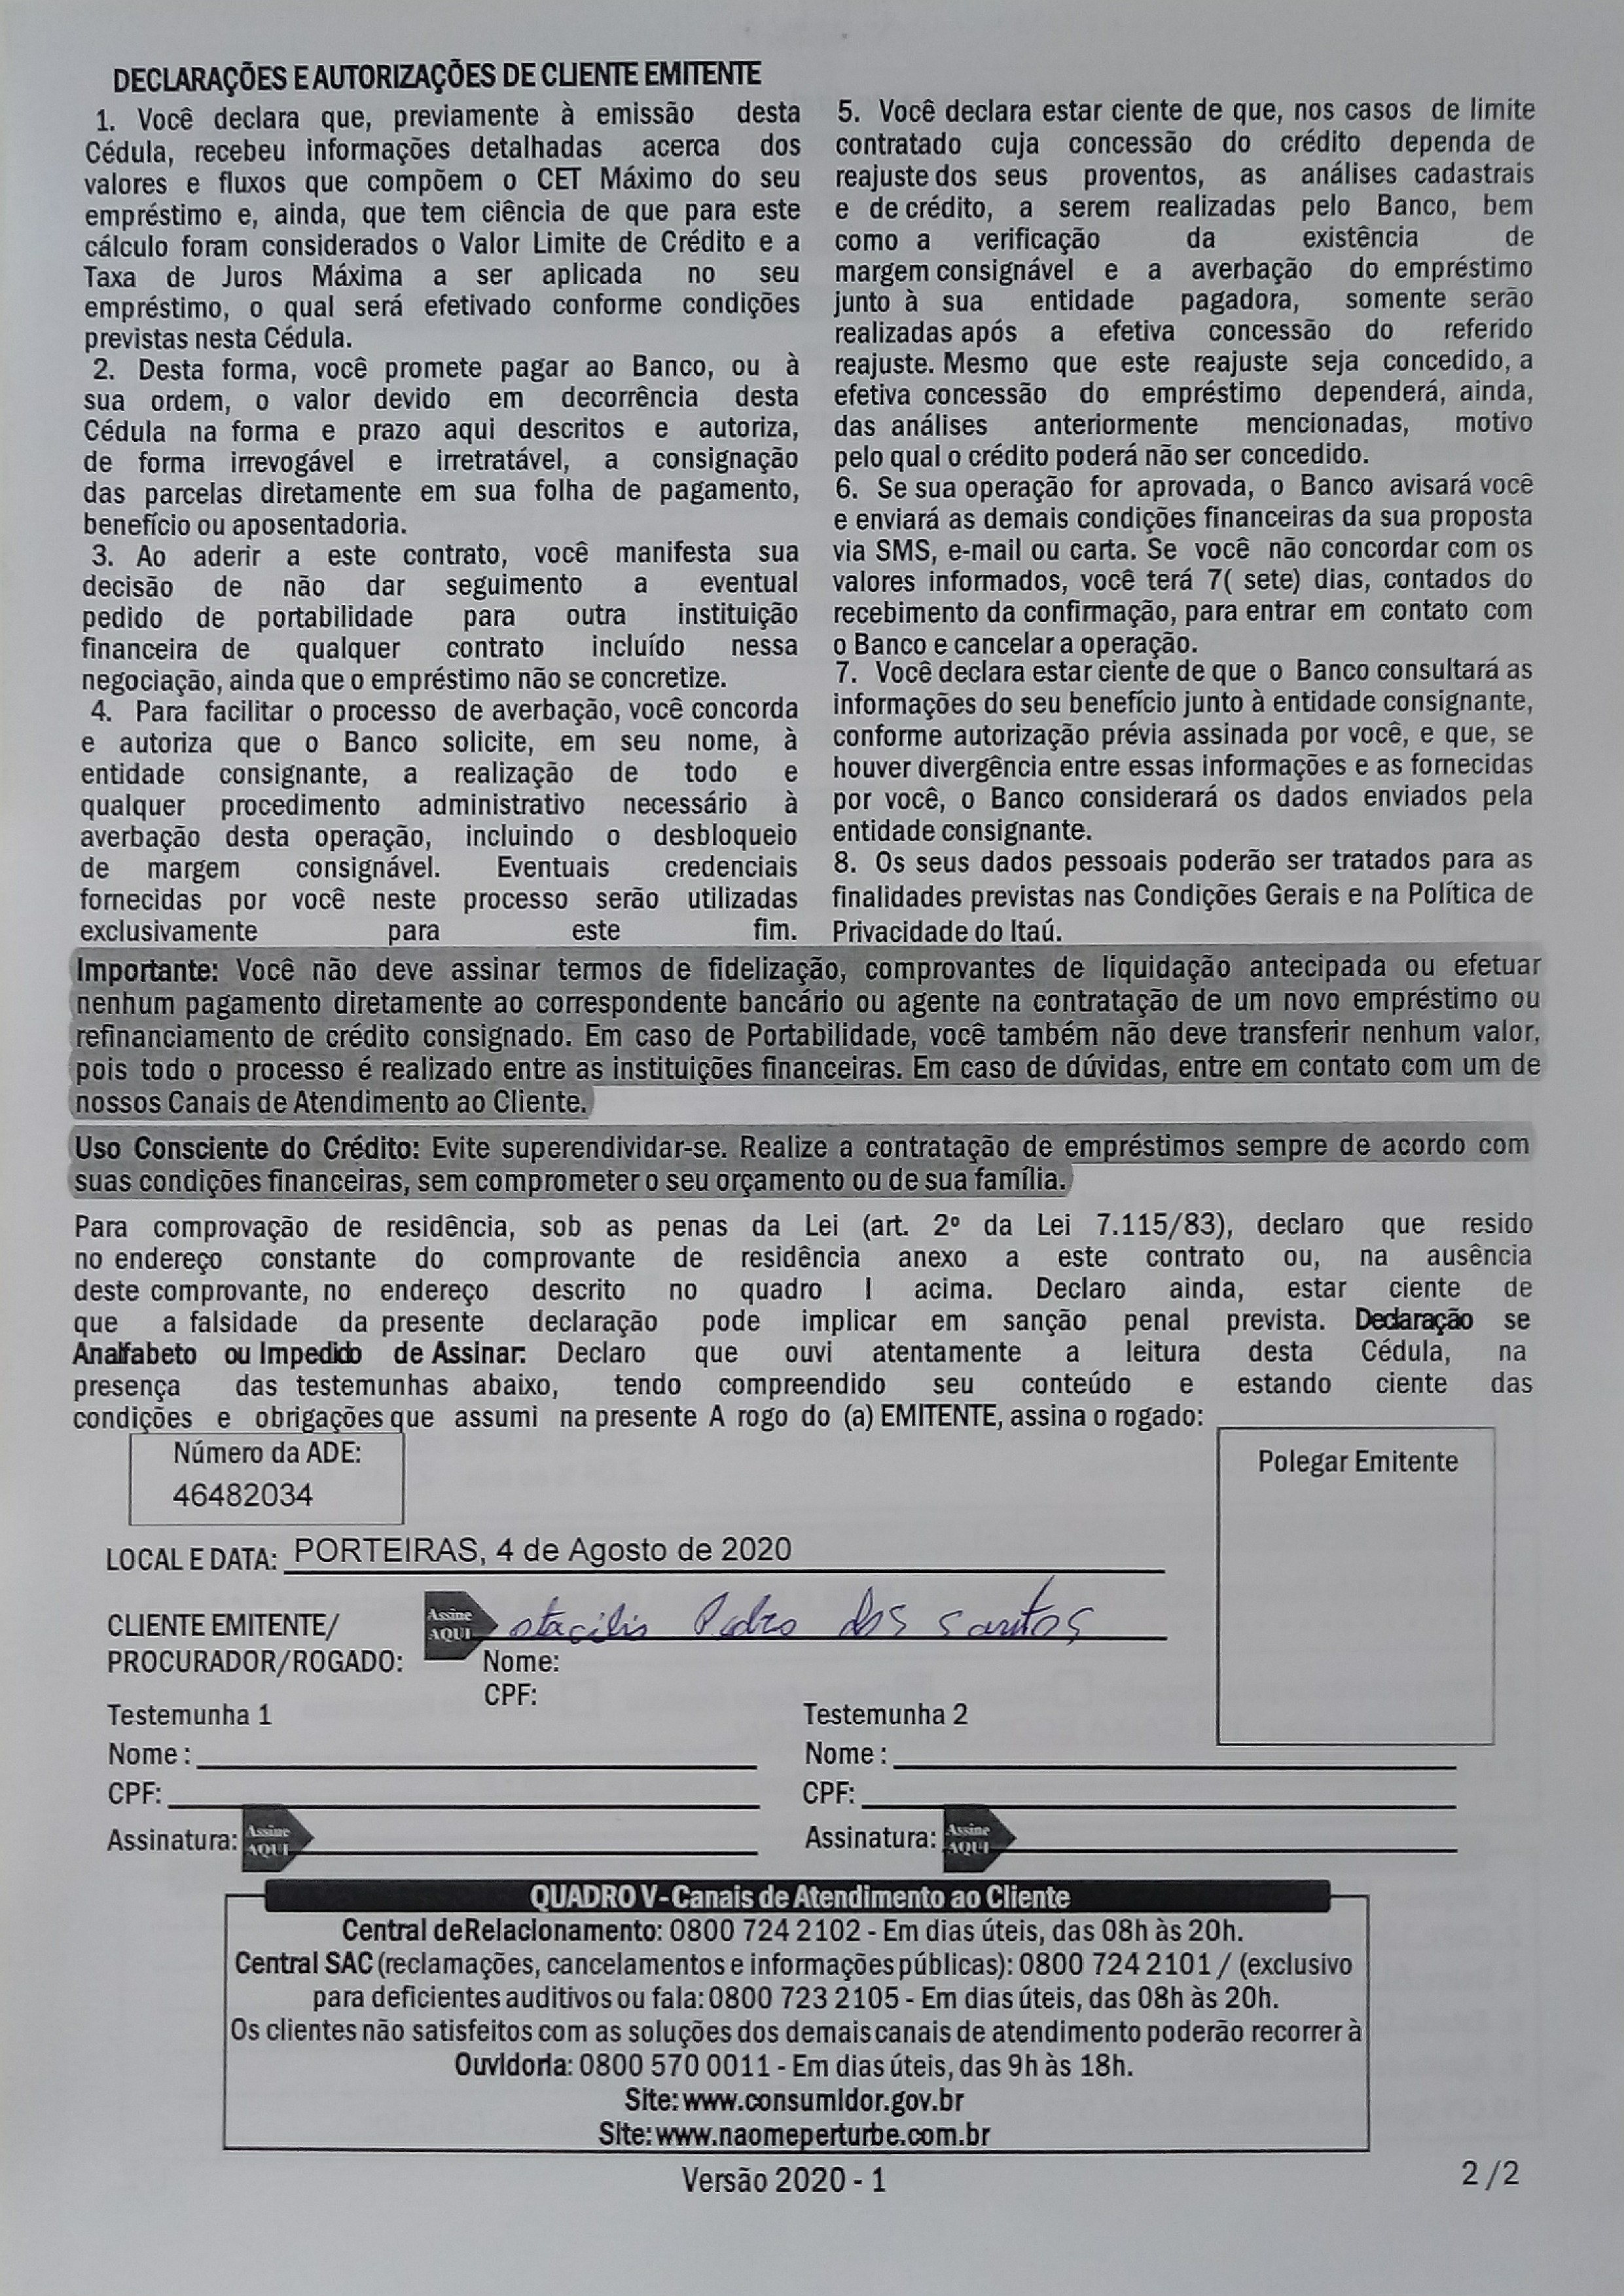 DECLARAÇÕES E AUTORIZAÇÕES DE CLIENTE EMITENTE
1. Você declara que, previamente à emissão desta
Cédula, recebeu informações detalhadas acerca dos
valores e fluxos que compõem o CET Máximo do seu
empréstimo e, ainda, que tem ciência de que para este
cálculo foram considerados o Valor Limite de Crédito e a
Taxa de Juros Máxima a ser aplicada no seu
empréstimo, o qual será efetivado conforme condições
previstas nesta Cédula.
2. Desta forma, você promete pagar ao Banco, ou à
sua ordem, o valor devido em decorrência desta
Cédula na forma e prazo aqui descritos e autoriza,
de forma irrevogável e irretratável, a consignação
das parcelas diretamente em sua folha de pagamento,
benefício ou aposentadoria.
3. Ao aderir a este contrato, você manifesta sua
decisão de não dar seguimento a eventual
pedido de portabilidade para outra instituição
financeira de qualquer contrato incluído nessa
negociação, ainda que o empréstimo não se concretize.
4. Para facilitar o processo de averbação, você concorda
e autoriza que o Banco solicite, em seu nome, à
entidade consignante, a realização de todo e
qualquer procedimento administrativo necessário à
averbação desta operação, incluindo o desbloqueio
de margem consignável. Eventuais credenciais
fornecidas por você neste processo serão utilizadas
exclusivamente para este fim.
5. Você declara estar ciente de que, nos casos de limite
contratado cuja concessão do crédito dependa de
reajuste dos seus proventos, as análises cadastrais
e de crédito, a serem realizadas pelo Banco, bem
como a verificação da existência de
margem consignável e a averbação do empréstimo
junto à sua entidade pagadora, somente serão
realizadas após a efetiva concessão do referido
reajuste. Mesmo que este reajuste seja concedido, a
efetiva concessão do empréstimo dependerá, ainda,
das análises anteriormente mencionadas, motivo
pelo qual o crédito poderá não ser concedido.
6. Se sua operação for aprovada, o Banco avisará você
e enviará as demais condições financeiras da sua proposta
via SMS, e-mail ou carta. Se você não concordar com os
valores informados, você terá 7( sete) dias, contados do
recebimento da confirmação, para entrar em contato com
o Banco e cancelar a operação.
7. Você declara estar ciente de que o Banco consultará as
informações do seu benefício junto à entidade consignante,
conforme autorização prévia assinada por você, e que, se
houver divergência entre essas informações e as fornecidas
por você, o Banco considerará os dados enviados pela
entidade consignante.
8. Os seus dados pessoais poderão ser tratados para as
finalidades previstas nas Condições Gerais e na Política de
Privacidade do Itaú.
Importante: Você não deve assinar termos de fidelização, comprovantes de liquidação antecipada ou efetuar
nenhum pagamento diretamente ao correspondente bancário ou agente na contratação de um novo empréstimo ou
refinanciamento de crédito consignado. Em caso de Portabilidade, você também não deve transferir nenhum valor,
pois todo o processo é realizado entre as instituições financeiras. Em caso de dúvidas, entre em contato com um de
nossos Canais de Atendimento ao Cliente.
Uso Consciente do Crédito: Evite superendividar-se. Realize a contratação de empréstimos sempre de acordo com
suas condições financeiras, sem comprometer o seu orçamento ou de sua família.
Para comprovação de residência, sob as penas da Lei (art. 2º da Lei 7.115/83), declaro que resido
no endereço constante do comprovante de residência anexo a este contrato ou, na ausência
deste comprovante, no endereço descrito no quadro I acima. Declaro ainda, estar ciente de
que a falsidade da presente declaração pode implicar em sanção penal prevista. Declaração se
Analfabeto ou Impedido de Assinar: Declaro que ouvi atentamente a leitura desta Cédula, na
presença das testemunhas abaixo, tendo compreendido seu conteúdo e estando ciente das
condições e obrigações que assumi na presente A rogo do (a) EMITENTE, assina o rogado:
Número da ADE:
46482034
Polegar Emitente
LOCAL E DATA: PORTEIRAS, 4 de Agosto de 2020
CLIENTE EMITENTE/
PROCURADOR/ROGADO:
Assine
AQUI
otacilio Pedro dos santos
Nome:
CPF:
Testemunha 1
Nome :
CPF:
Assinatura: Assine
AQUI
Testemunha 2
Nome :
CPF:
Assinatura: Assine
AQUI
QUADRO V - Canais de Atendimento ao Cliente
Central deRelacionamento: 0800 724 2102 - Em dias úteis, das 08h às 20h.
Central SAC (reclamações, cancelamentos e informações públicas): 0800 724 2101 / (exclusivo
para deficientes auditivos ou fala: 0800 723 2105 - Em dias úteis, das 08h às 20h.
Os clientes não satisfeitos com as soluções dos demais canais de atendimento poderão recorrer à
Ouvidoria: 0800 570 0011 - Em dias úteis, das 9h às 18h.
Site: www.consumidor.gov.br
Site: www.naomeperturbe.com.br
Versão 2020 - 1
2 /2